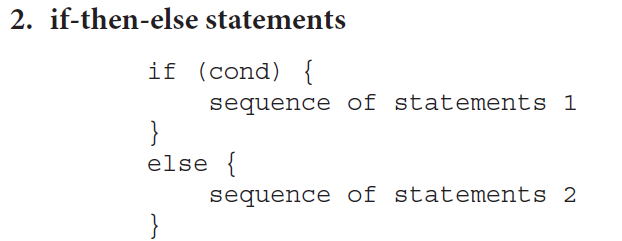 2. if-then-else statements
if (cond) {
sequence of statements 1
}
else {
sequence of statements 2
}